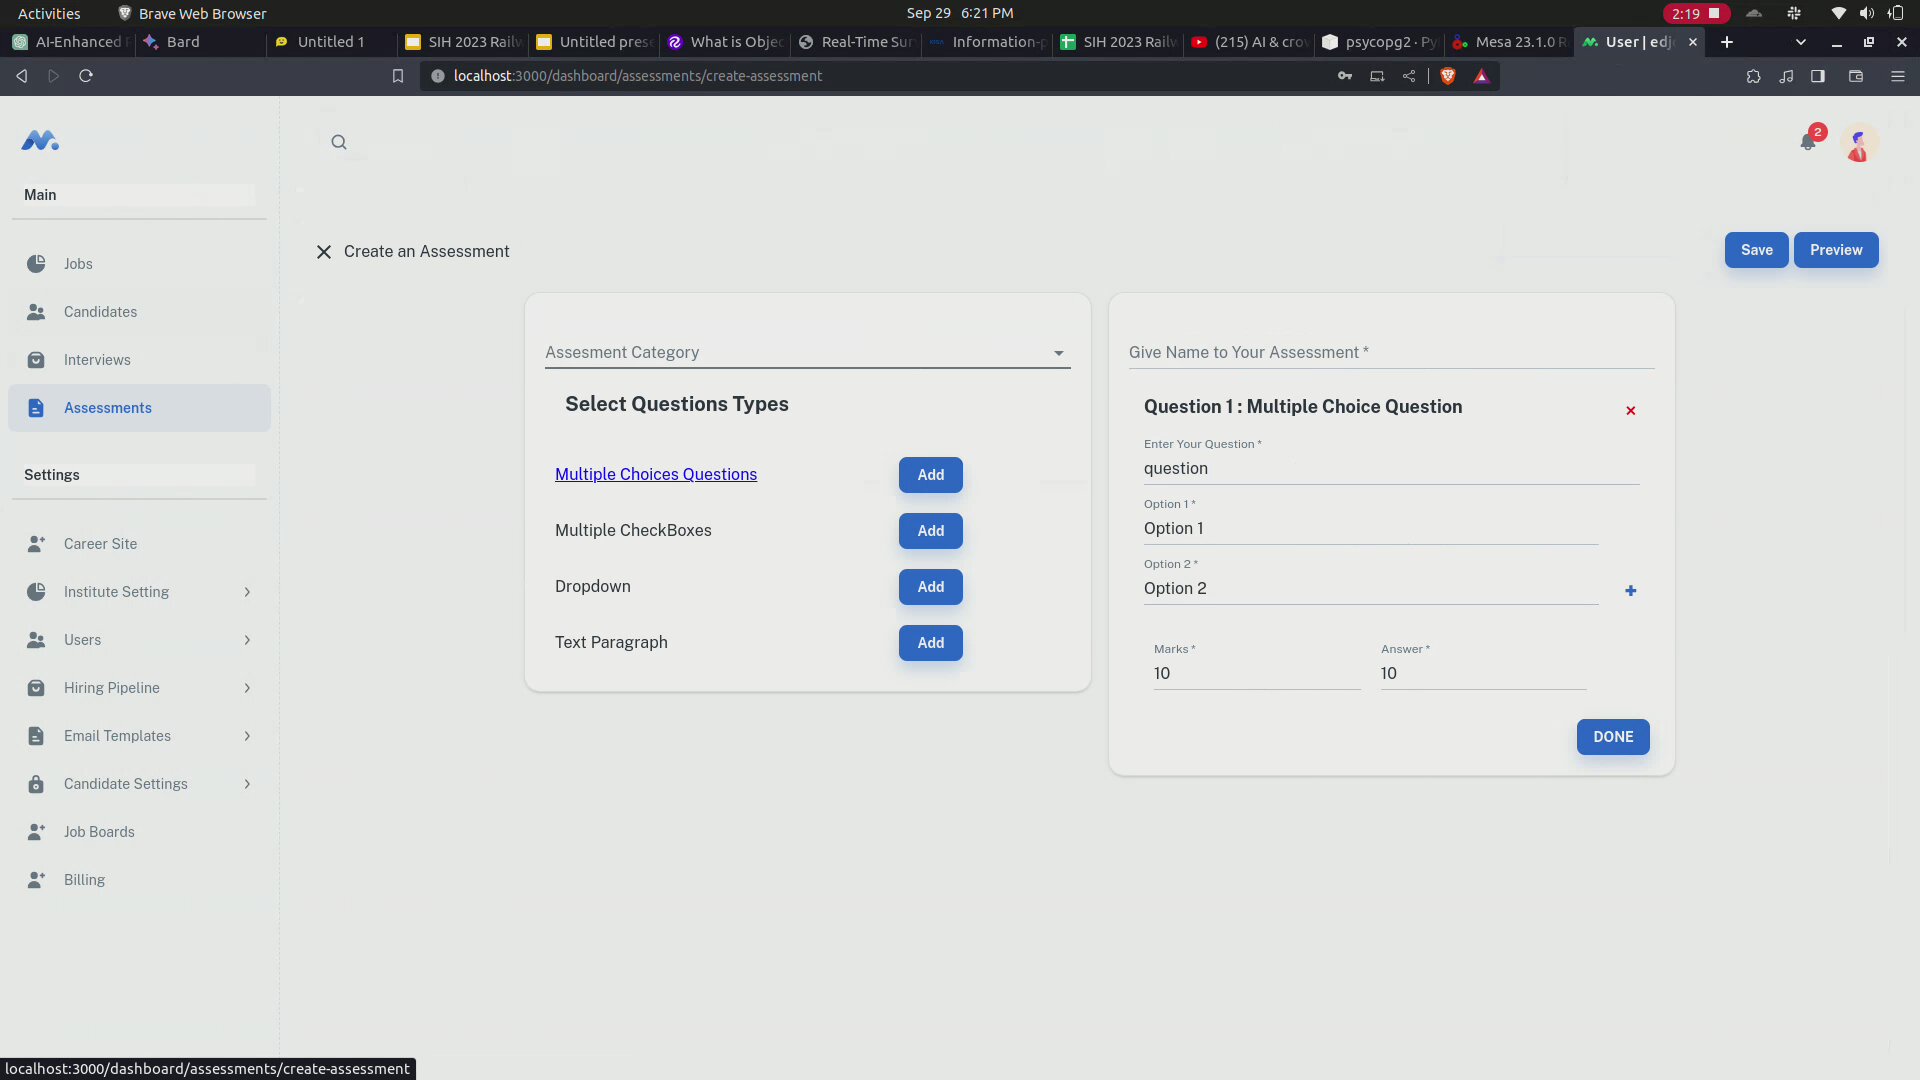 Activities
Brave Web Browser
Sep 29 6:21 PM
2:19
AI-Enhanced
Bard
Untitled 1
SIH 2023 Railw
Untitled prese
What is Objec
Real-Time Sur
Information-p
SIH 2023 Railw
(215) AI & crow
psycopg2 · Py
Mesa 23.1.0 R
User | edj
localhost:3000/dashboard/assessments/create-assessment
2
Main
Jobs
Candidates
Interviews
Assessments
Settings
Career Site
Institute Setting
Users
Hiring Pipeline
Email Templates
Candidate Settings
Job Boards
Billing
Create an Assessment
Save
Preview
Assesment Category
Select Questions Types
Multiple Choices Questions
Add
Multiple CheckBoxes
Add
Dropdown
Add
Text Paragraph
Add
Give Name to Your Assessment *
Question 1 : Multiple Choice Question
Enter Your Question *
question
Option 1 *
Option 1
Option 2 *
Option 2
Marks *
10
Answer *
10
DONE
localhost:3000/dashboard/assessments/create-assessment